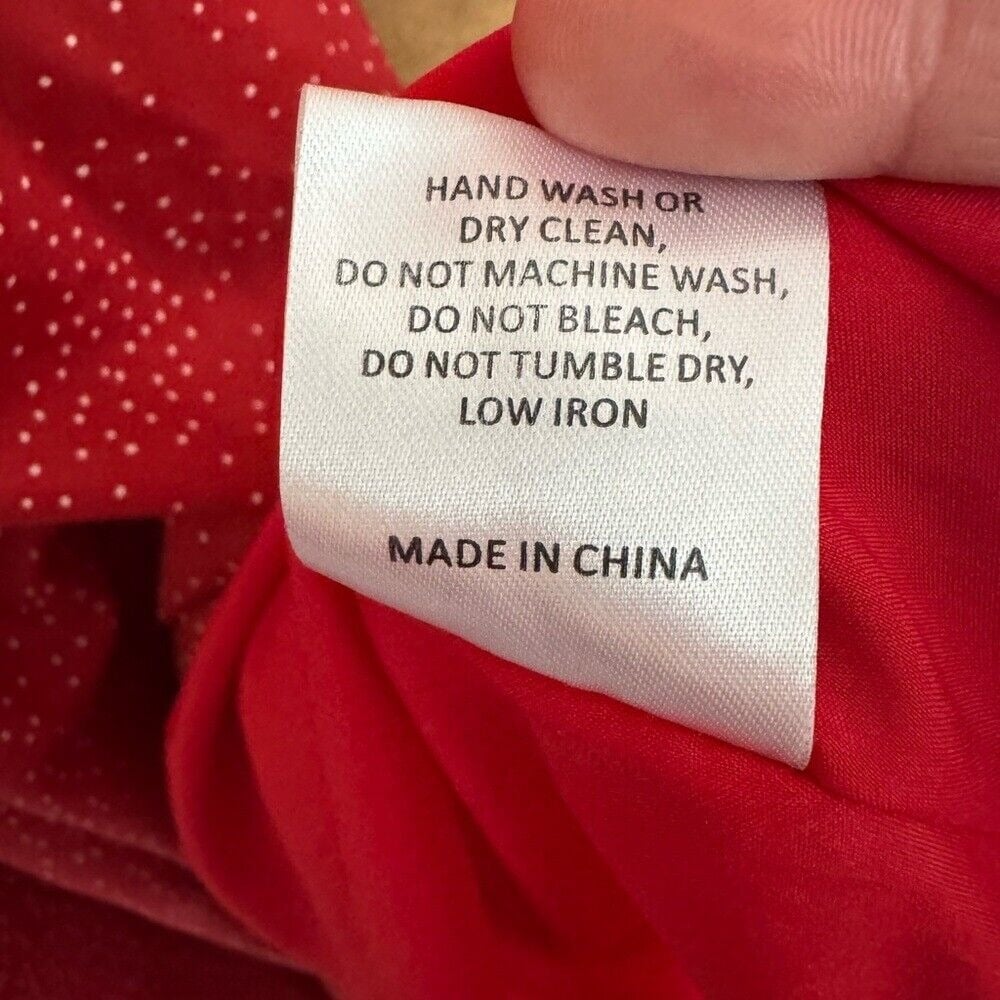 HAND WASH OR
DRY CLEAN,
DO NOT MACHINE WASH,
DO NOT BLEACH,
DO NOT TUMBLE DRY,
LOW IRON
MADE IN CHINA